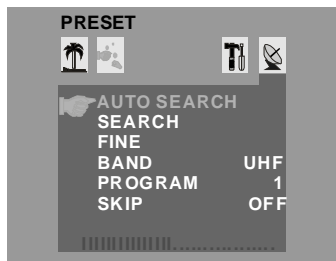 PRESET
AUTO SEARCH
SEARCH
FINE
BAND UHF
PROGRAM 1
SKIP OFF